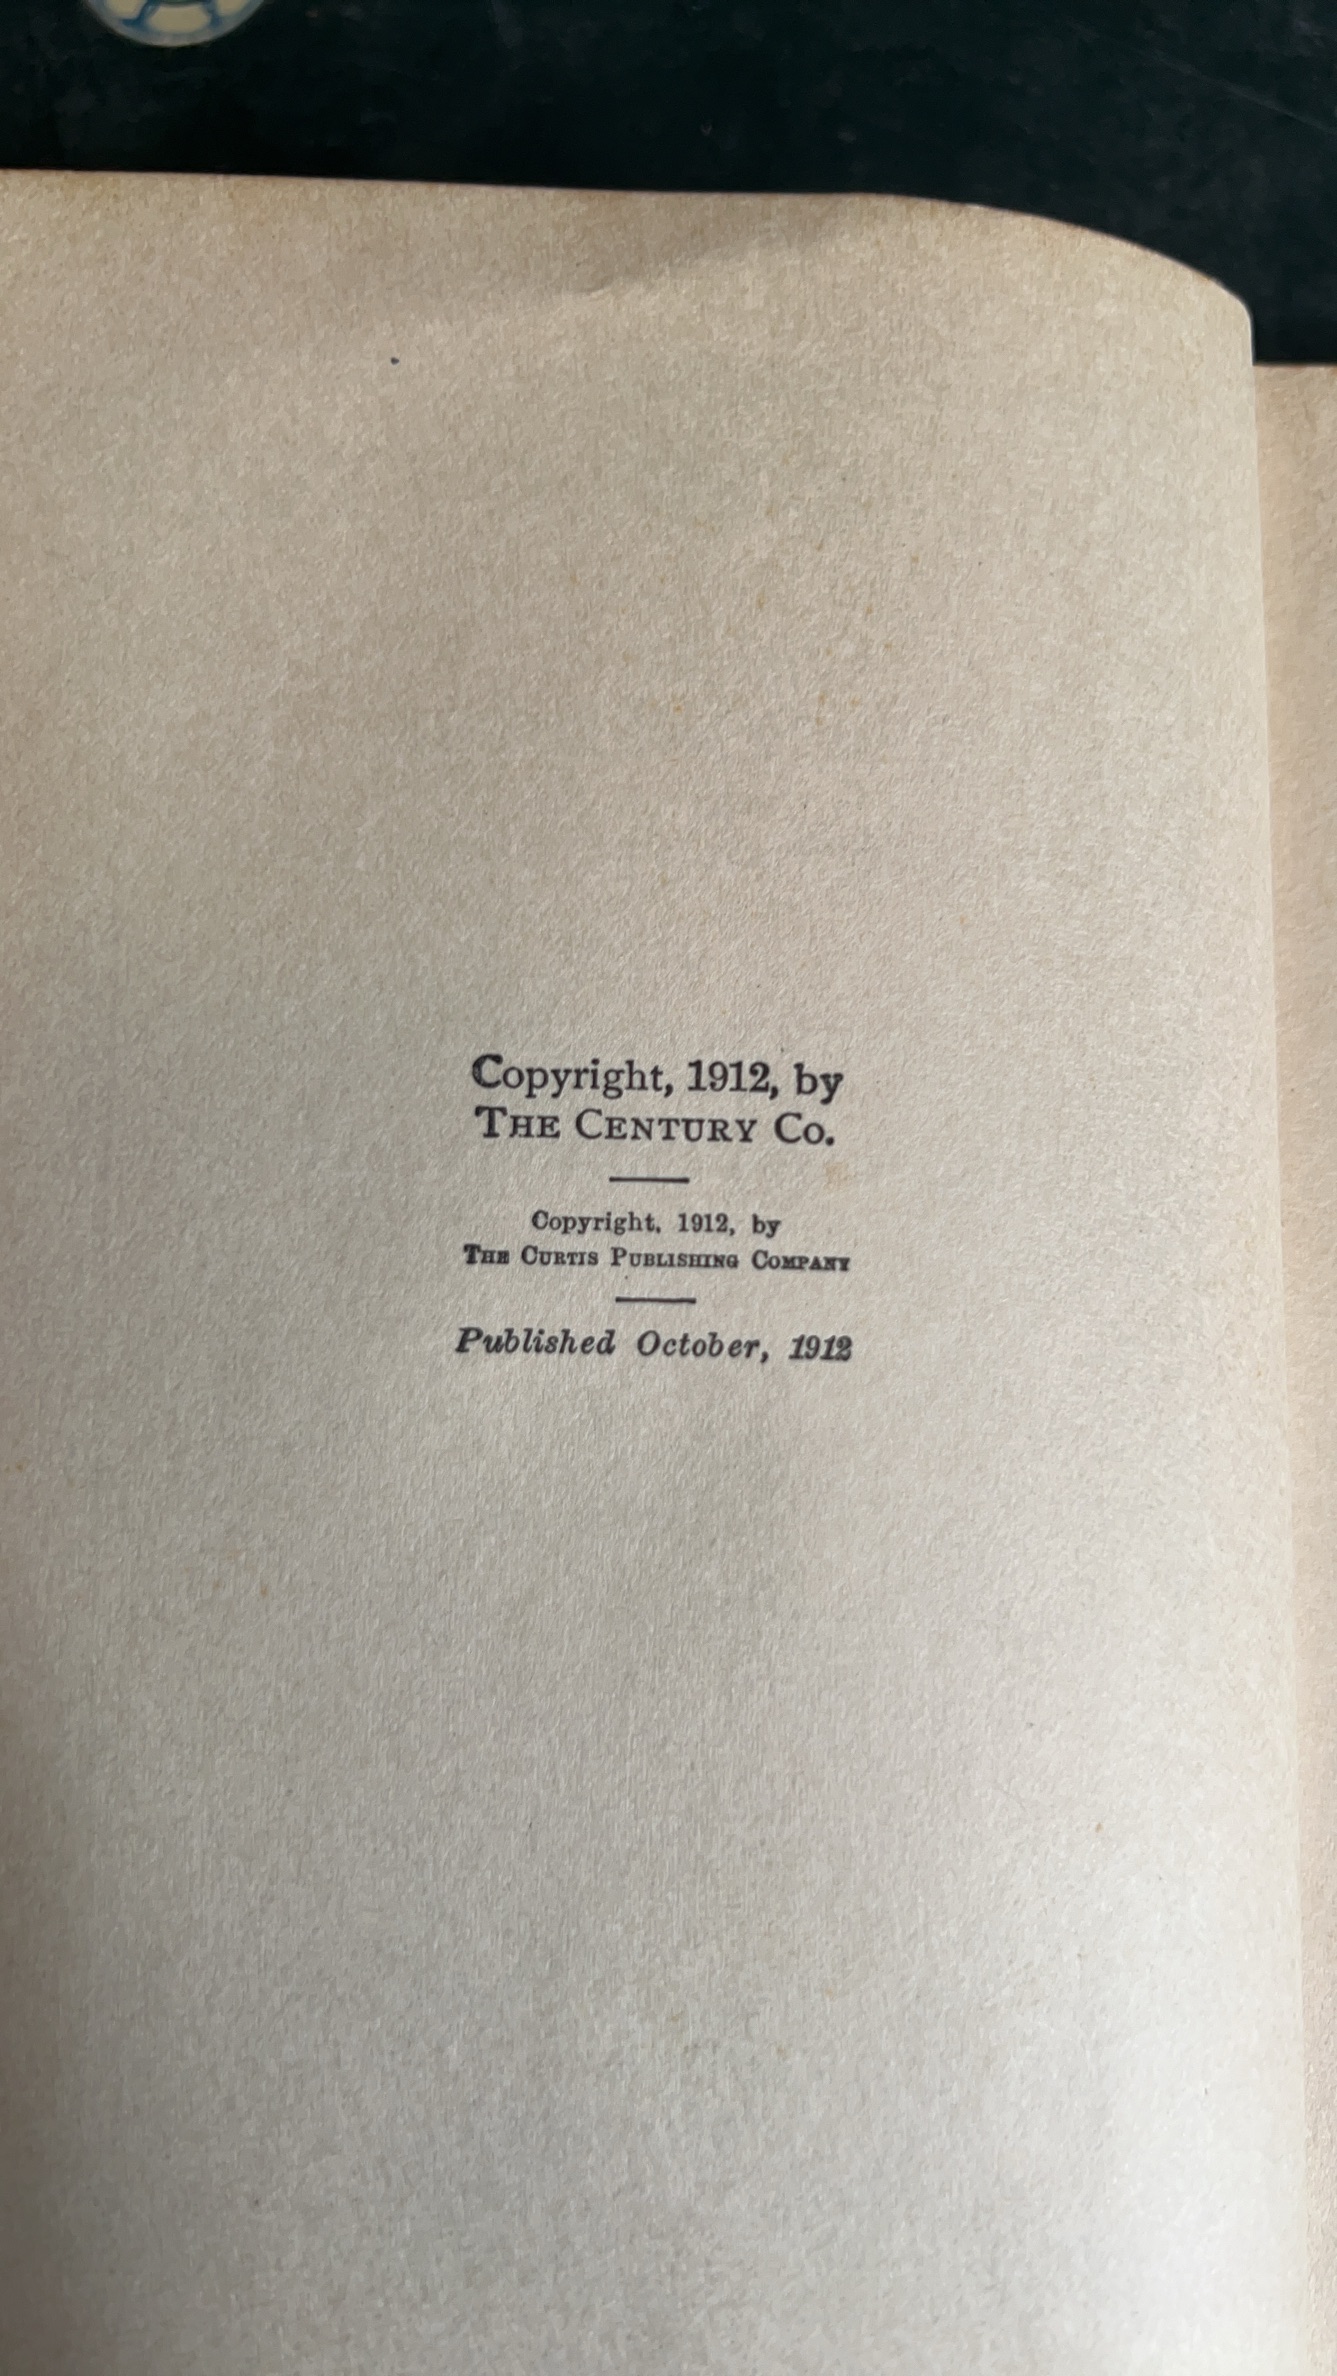 Copyright, 1912, by
THE CENTURY CO.
Copyright, 1912, by
THE CURTIS PUBLISHING COMPANY
Published October, 1912